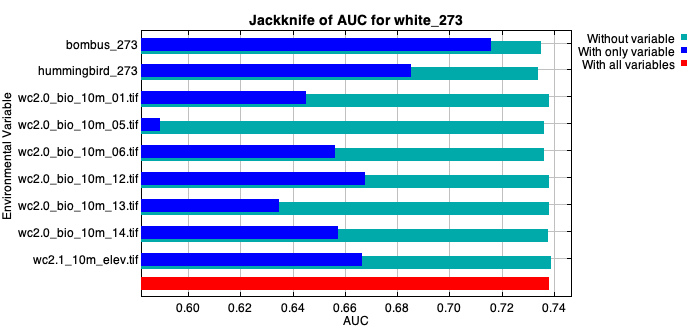 Jackknife of AUC for white_273
Without variable
With only variable
With all variables
Environmental Variable
bombus_273
hummingbird_273
wc2.0_bio_10m_01.tif
wc2.0_bio_10m_05.tif
wc2.0_bio_10m_06.tif
wc2.0_bio_10m_12.tif
wc2.0_bio_10m_13.tif
wc2.0_bio_10m_14.tif
wc2.1_10m_elev.tif
0.60 0.62 0.64 0.66 0.68 0.70 0.72 0.74
AUC